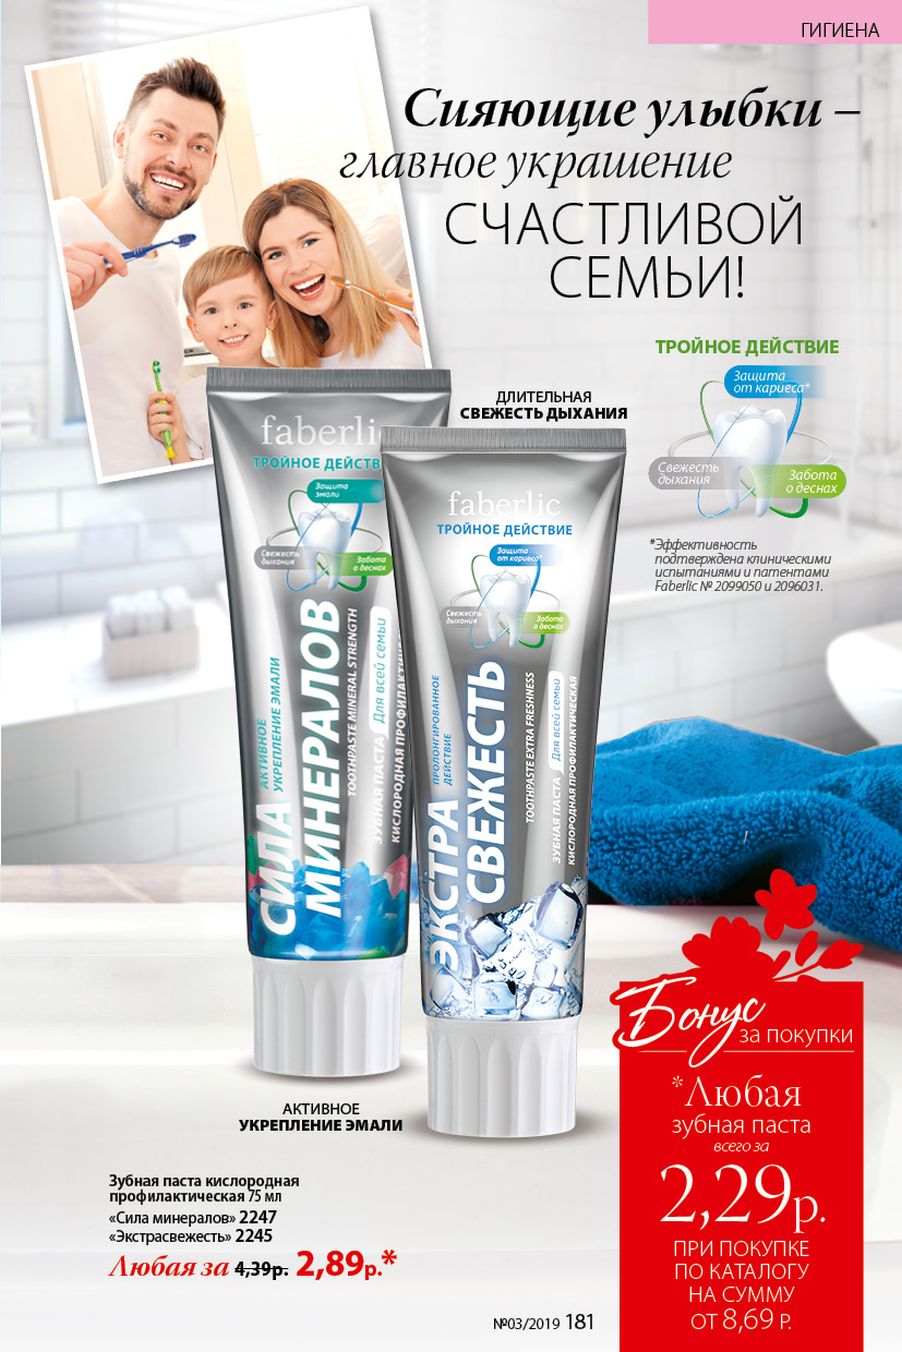 ГИГИЕНА
Сияющие улыбки –
главное украшение
СЧАСТЛИВОЙ
СЕМЬИ!
ТРОЙНОЕ ДЕЙСТВИЕ
Защита
от кариеса*
Свежесть
дыхания
Забота
о деснах
*Эффективность
подтверждена клиническими
испытаниями и патентами
Faberlic № 2099050 и 2096031.
ДЛИТЕЛЬНАЯ
СВЕЖЕСТЬ ДЫХАНИЯ
faberlic
ТРОЙНОЕ ДЕЙСТВ
Защита
эмали
Свежесть
дыхания
Забота
о деснах
СИЛА
МИНЕРАЛОВ
АКТИВНОЕ
УКРЕПЛЕНИЕ ЭМАЛИ
TOOTHPASTE MINERAL STRENGTH
ЗУБНАЯ ПАСТА Для всей семьи
КИСЛОРОДНАЯ ПРОФИЛАКТИЧЕС
faberlic
ТРОЙНОЕ ДЕЙСТВИЕ
Защита
от кариеса*
Свежесть
дыхания
Забота
о деснах
ЭКСТРА
СВЕЖЕСТЬ
ПРОЛОНГИРОВАННОЕ
ДЕЙСТВИЕ
TOOTHPASTE EXTRA FRESHNESS
ЗУБНАЯ ПАСТА Для всей семьи
КИСЛОРОДНАЯ ПРОФИЛАКТИЧЕСКАЯ
АКТИВНОЕ
УКРЕПЛЕНИЕ ЭМАЛИ
Зубная паста кислородная
профилактическая 75 мл
«Сила минералов» 2247
«Экстрасвежесть» 2245
Любая за 4,39р. 2,89р.*
Бонус
за покупки
*Любая
зубная паста
всего за
2,29р.
ПРИ ПОКУПКЕ
ПО КАТАЛОГУ
НА СУММУ
ОТ 8,69 Р.
№03/2019 181